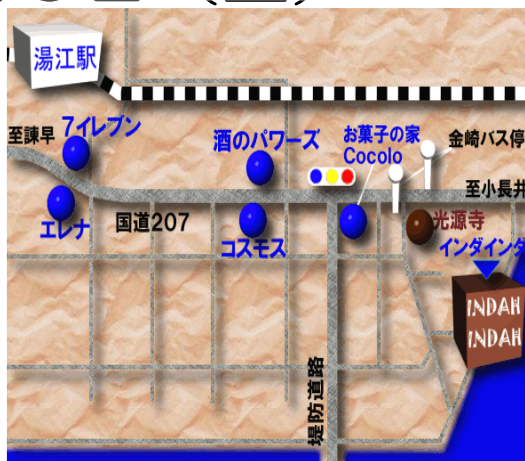 湯江駅
至諫早
7イレブン
酒のパワーズ
お菓子の家
Cocolo
金崎バス停
至小長井
エレナ
国道207
コスモス
光源寺
インダインダ
INDAH
INDAH
堤防道路